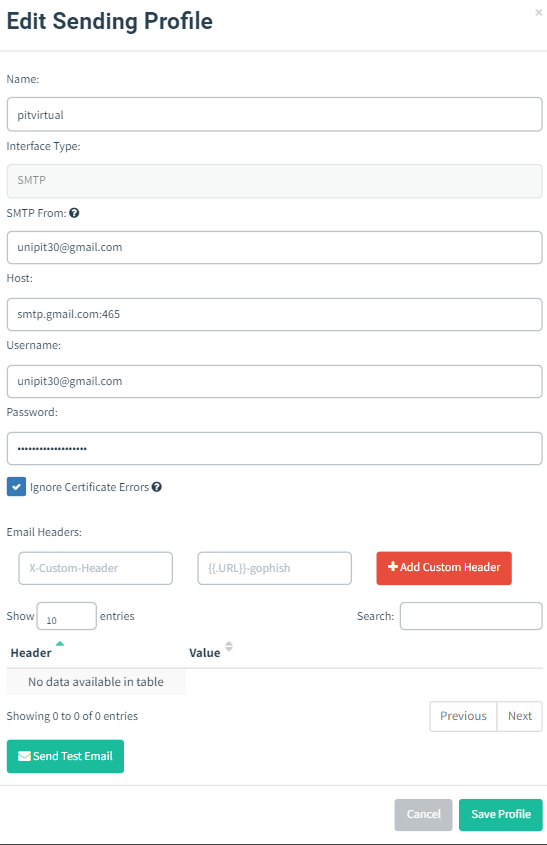 Edit Sending Profile
×
Name:
pitvirtual
Interface Type:
SMTP
SMTP From:
unipit30@gmail.com
Host:
smtp.gmail.com:465
Username:
unipit30@gmail.com
Password:
•••••••••••••••••••
Ignore Certificate Errors
Email Headers:
X-Custom-Header {{.URL}}-gophish Add Custom Header
Show 10 entries Search:
Header Value
No data available in table
Showing 0 to 0 of 0 entries Previous Next
Send Test Email
Cancel Save Profile